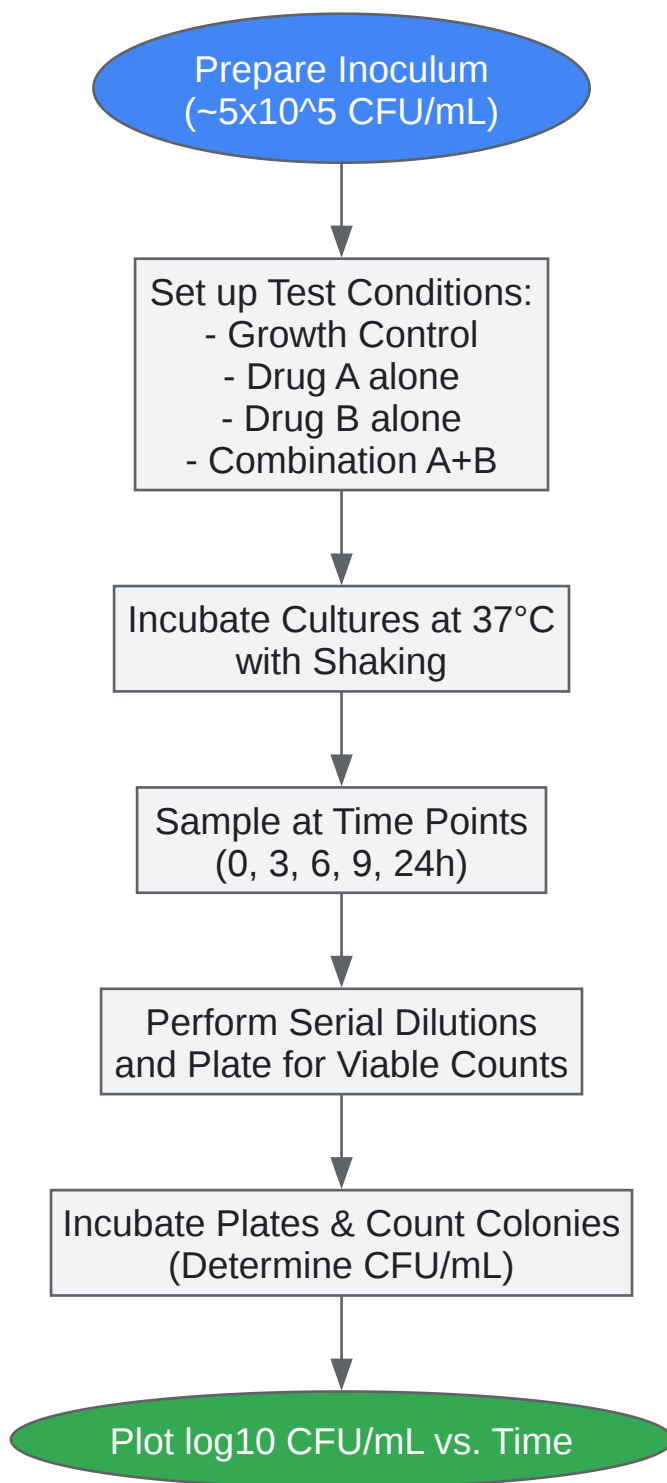 Prepare Inoculum
(~5x10^5 CFU/mL)
Set up Test Conditions:
- Growth Control
- Drug A alone
- Drug B alone
- Combination A+B
Incubate Cultures at 37°C
with Shaking
Sample at Time Points
(0, 3, 6, 9, 24h)
Perform Serial Dilutions
and Plate for Viable Counts
Incubate Plates & Count Colonies
(Determine CFU/mL)
Plot log10 CFU/mL vs. Time